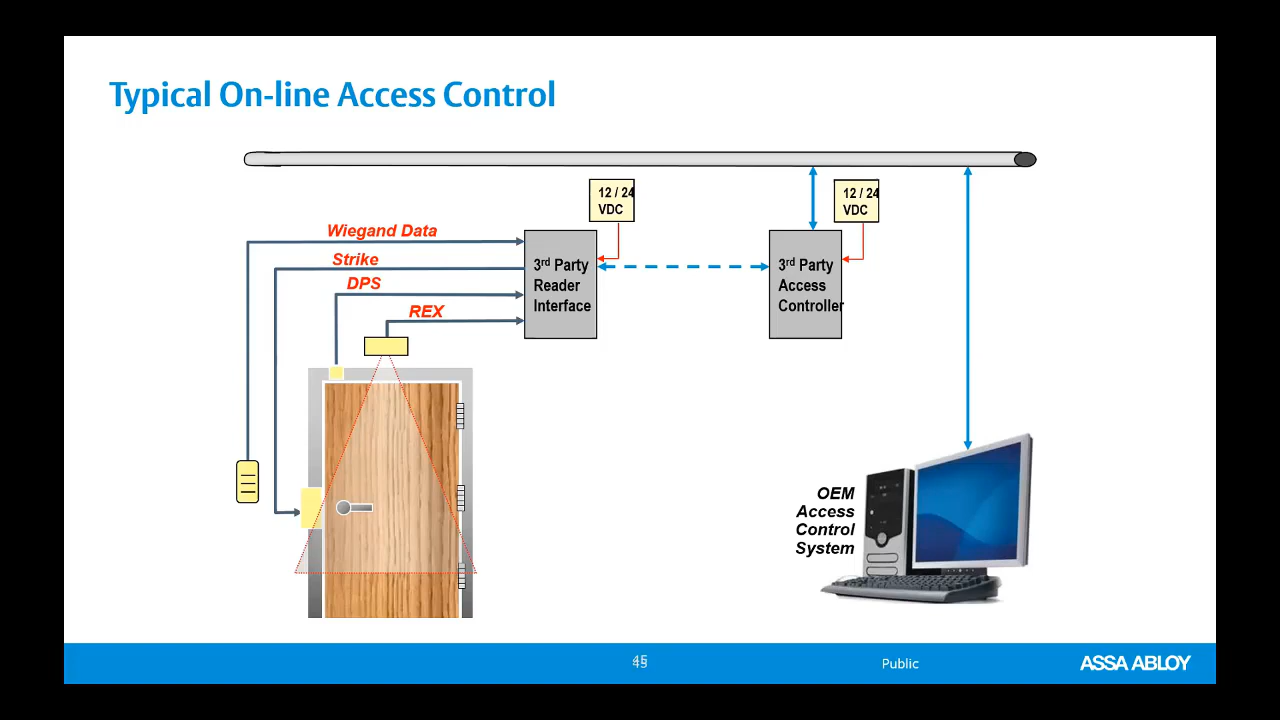 Typical On-line Access Control
12 / 24
VDC
12 / 24
VDC
Wiegand Data
Strike
DPS
REX
3rd Party
Reader
Interface
3rd Party
Access
Controller
OEM
Access
Control
System
Public
ASSA ABLOY